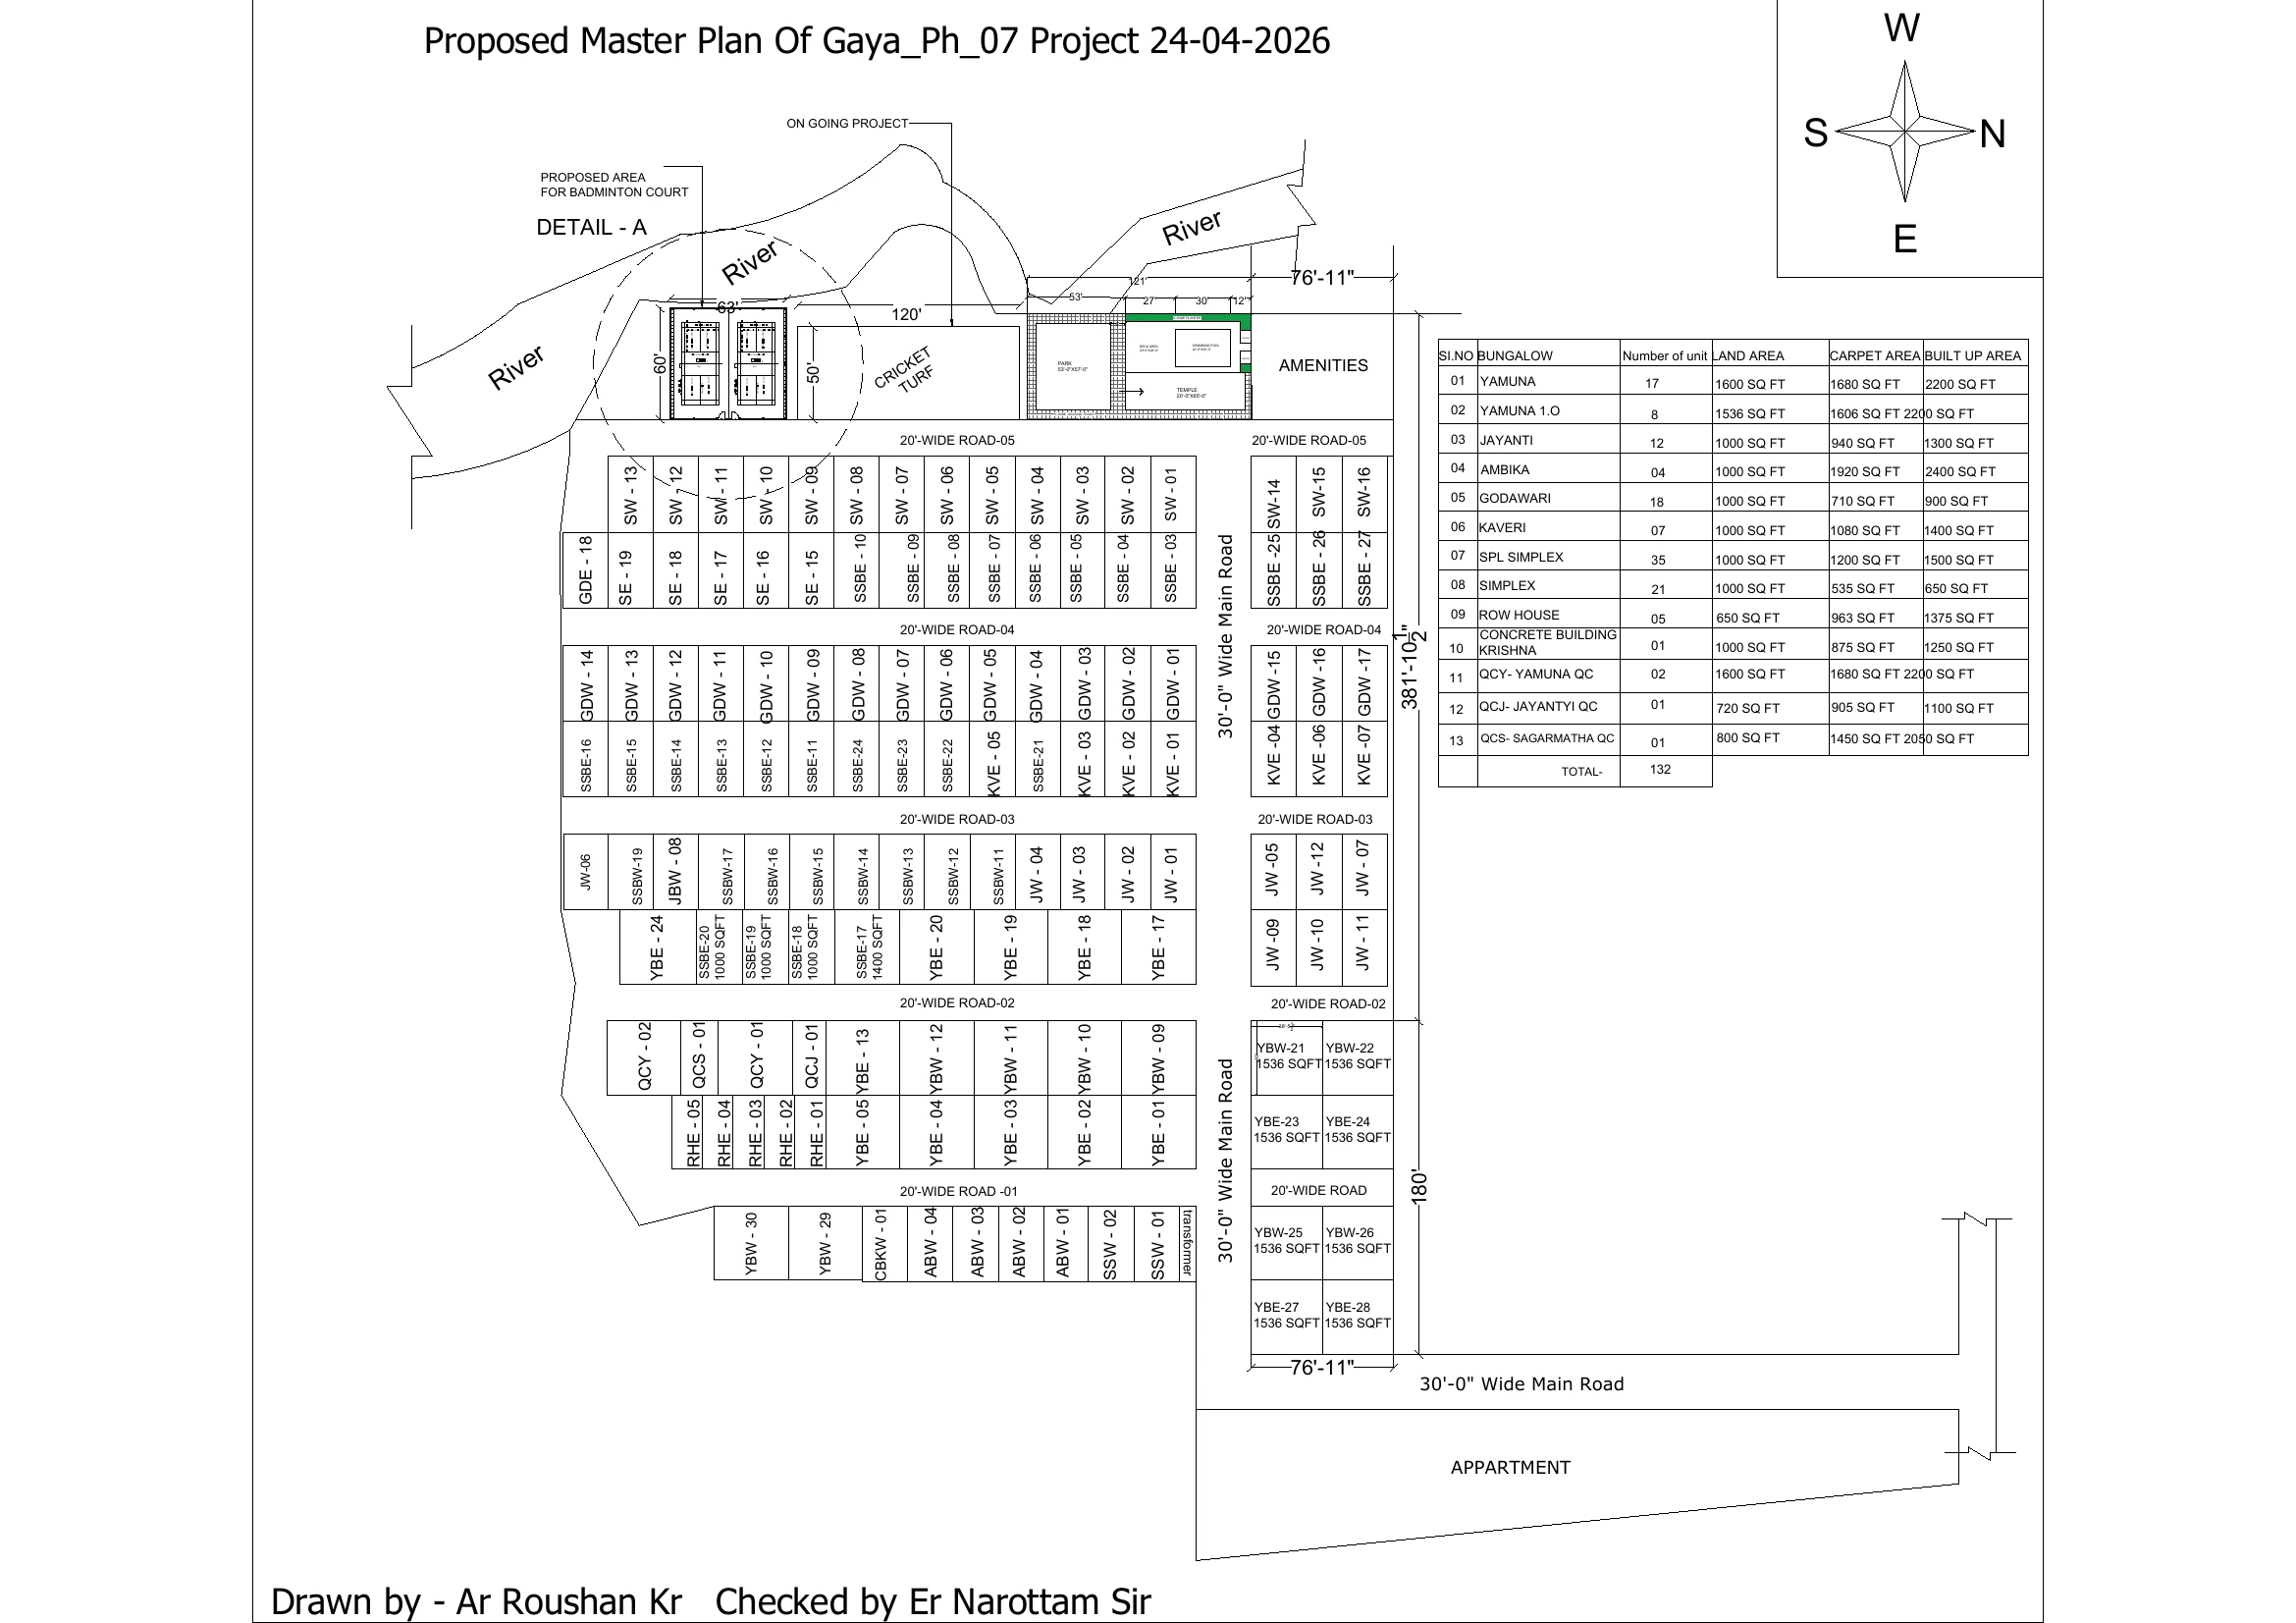 Proposed Master Plan Of Gaya_Ph_07 Project 24-04-2026
W
S
N
E
ON GOING PROJECT
PROPOSED AREA
FOR BADMINTON COURT
DETAIL - A
River
River
River
76'-11"
121'
53'
27'
30'
12'
63'
120'
60'
50'
CRICKET
TURF
PARK
53'-0"X57'-0"
TEMPLE
AMENITIES
20'-WIDE ROAD-05
20'-WIDE ROAD-05
SW - 13
SW - 12
SW - 11
SW - 10
SW - 09
SW - 08
SW - 07
SW - 06
SW - 05
SW - 04
SW - 03
SW - 02
SW - 01
SW-14
SW-15
SW-16
GDE - 18
SE - 19
SE - 18
SE - 17
SE - 16
SE - 15
SSBE - 10
SSBE - 09
SSBE - 08
SSBE - 07
SSBE - 06
SSBE - 05
SSBE - 04
SSBE - 03
SSBE -25
SSBE - 26
SSBE - 27
30'-0" Wide Main Road
20'-WIDE ROAD-04
20'-WIDE ROAD-04
381'-10 1/2"
GDW - 14
GDW - 13
GDW - 12
GDW - 11
GDW - 10
GDW - 09
GDW - 08
GDW - 07
GDW - 06
GDW - 05
GDW - 04
GDW - 03
GDW - 02
GDW - 01
GDW -15
GDW -16
GDW -17
SSBE-16
SSBE-15
SSBE-14
SSBE-13
SSBE-12
SSBE-11
SSBE-24
SSBE-23
SSBE-22
KVE - 05
SSBE-21
KVE - 03
KVE - 02
KVE - 01
KVE -04
KVE -06
KVE -07
20'-WIDE ROAD-03
20'-WIDE ROAD-03
JW-06
SSBW-19
JBW - 08
SSBW-17
SSBW-16
SSBW-15
SSBW-14
SSBW-13
SSBW-12
SSBW-11
JW - 04
JW - 03
JW - 02
JW - 01
JW -05
JW -12
JW - 07
YBE - 24
SSBE-20
1000 SQFT
SSBE-19
1000 SQFT
SSBE-18
1000 SQFT
SSBE-17
1400 SQFT
YBE - 20
YBE - 19
YBE - 18
YBE - 17
JW -09
JW -10
JW - 11
20'-WIDE ROAD-02
20'-WIDE ROAD-02
QCY - 02
QCS - 01
QCY - 01
QCJ - 01
YBE - 13
YBW - 12
YBW - 11
YBW - 10
YBW - 09
YBW-21
1536 SQFT
YBW-22
1536 SQFT
RHE - 05
RHE - 04
RHE - 03
RHE - 02
RHE - 01
YBE - 05
YBE - 04
YBE - 03
YBE - 02
YBE - 01
YBE-23
1536 SQFT
YBE-24
1536 SQFT
30'-0" Wide Main Road
180'
20'-WIDE ROAD -01
20'-WIDE ROAD
YBW - 30
YBW - 29
CBKW - 01
ABW - 04
ABW - 03
ABW - 02
ABW - 01
SSW - 02
SSW - 01
transformer
YBW-25
1536 SQFT
YBW-26
1536 SQFT
YBE-27
1536 SQFT
YBE-28
1536 SQFT
76'-11"
30'-0" Wide Main Road
APPARTMENT
SI.NO BUNGALOW Number of unit LAND AREA CARPET AREA BUILT UP AREA
01 YAMUNA 17 1600 SQ FT 1680 SQ FT 2200 SQ FT
02 YAMUNA 1.O 8 1536 SQ FT 1606 SQ FT 2200 SQ FT
03 JAYANTI 12 1000 SQ FT 940 SQ FT 1300 SQ FT
04 AMBIKA 04 1000 SQ FT 1920 SQ FT 2400 SQ FT
05 GODAWARI 18 1000 SQ FT 710 SQ FT 900 SQ FT
06 KAVERI 07 1000 SQ FT 1080 SQ FT 1400 SQ FT
07 SPL SIMPLEX 35 1000 SQ FT 1200 SQ FT 1500 SQ FT
08 SIMPLEX 21 1000 SQ FT 535 SQ FT 650 SQ FT
09 ROW HOUSE 05 650 SQ FT 963 SQ FT 1375 SQ FT
10 CONCRETE BUILDING
KRISHNA 01 1000 SQ FT 875 SQ FT 1250 SQ FT
11 QCY- YAMUNA QC 02 1600 SQ FT 1680 SQ FT 2200 SQ FT
12 QCJ- JAYANTYI QC 01 720 SQ FT 905 SQ FT 1100 SQ FT
13 QCS- SAGARMATHA QC 01 800 SQ FT 1450 SQ FT 2050 SQ FT
TOTAL- 132
Drawn by - Ar Roushan Kr Checked by Er Narottam Sir